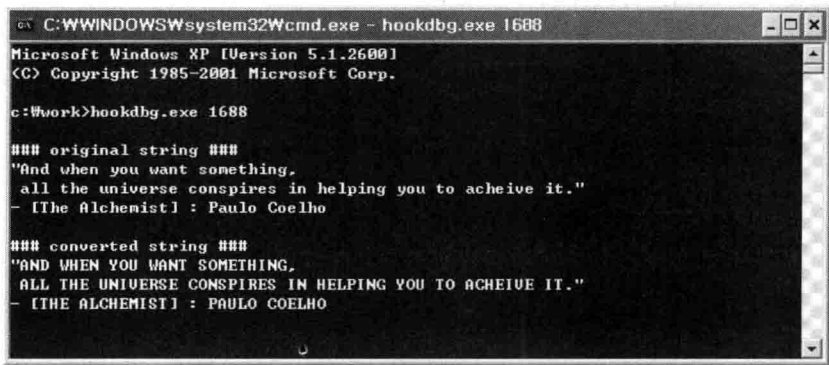 C:₩WINDOWS₩system32₩cmd.exe - hookdbg.exe 1688
Microsoft Windows XP [Version 5.1.2600]
(C) Copyright 1985-2001 Microsoft Corp.
c:₩work>hookdbg.exe 1688
### original string ###
"And when you want something,
all the universe conspires in helping you to acheive it."
- [The Alchemist] : Paulo Coelho
### converted string ###
"AND WHEN YOU WANT SOMETHING,
ALL THE UNIVERSE CONSPIRES IN HELPING YOU TO ACHEIVE IT."
- [THE ALCHEMIST] : PAULO COELHO